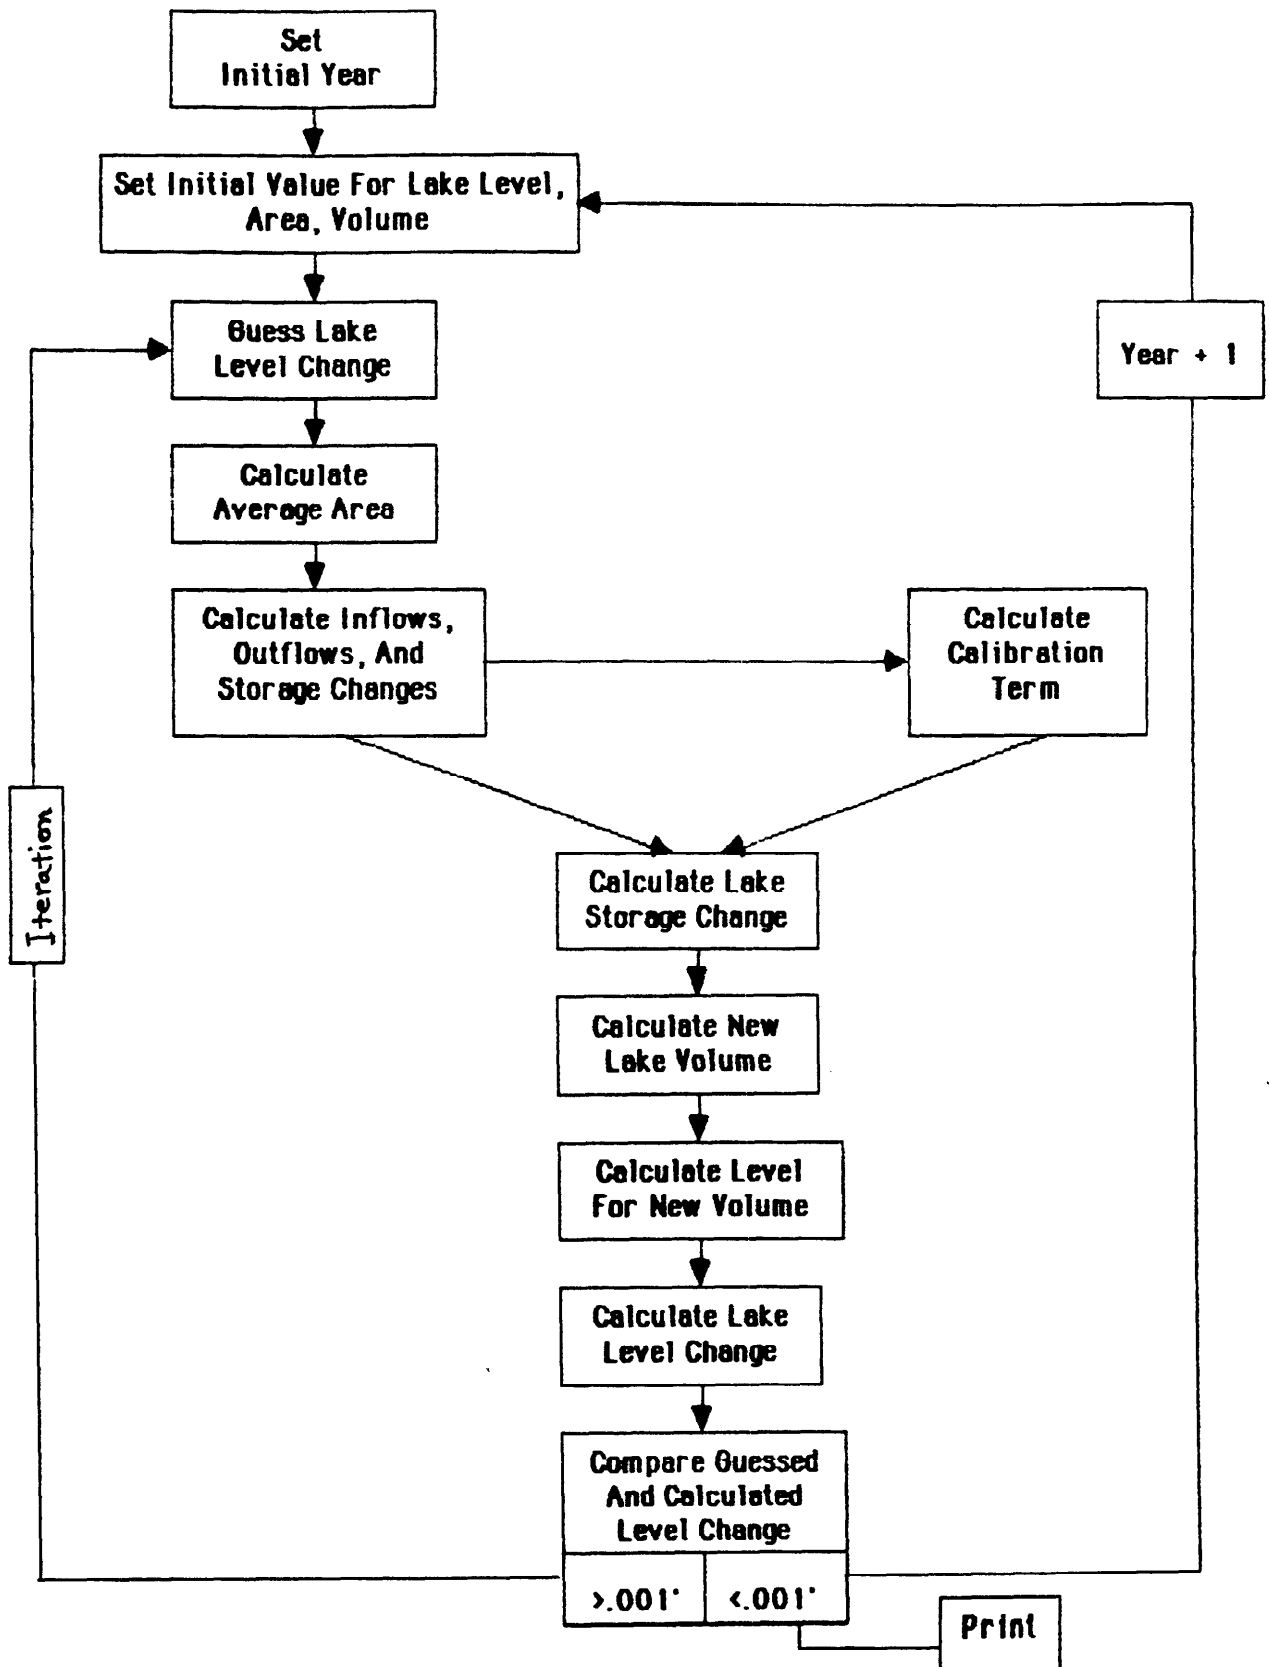 Set
Initial Year
Set Initial Value For Lake Level,
Area, Volume
Guess Lake
Level Change
Year + 1
Calculate
Average Area
Calculate Inflows,
Outflows, And
Storage Changes
Calculate
Calibration
Term
Iteration
Calculate Lake
Storage Change
Calculate New
Lake Volume
Calculate Level
For New Volume
Calculate Lake
Level Change
Compare Guessed
And Calculated
Level Change
>.001'
<.001'
Print